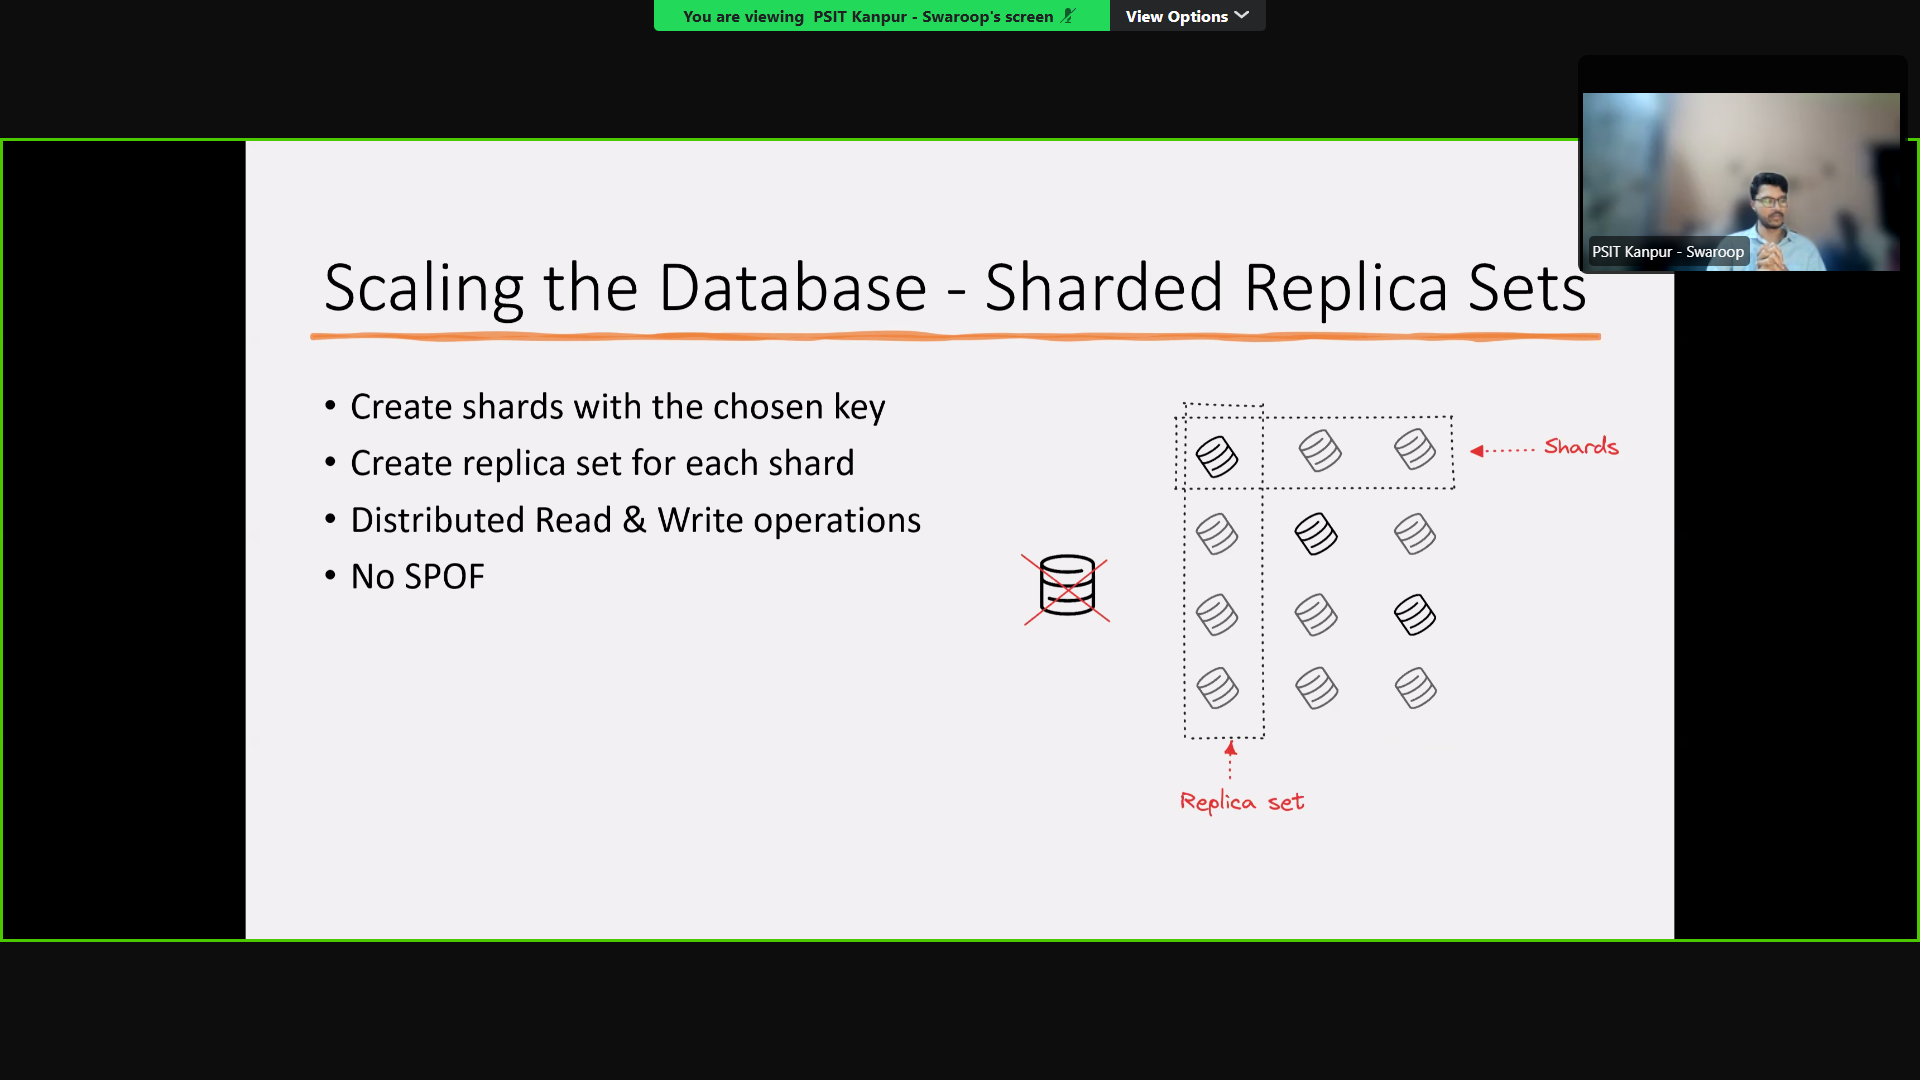 You are viewing PSIT Kanpur - Swaroop's screen
View Options
PSIT Kanpur - Swaroop
Scaling the Database - Sharded Replica Sets
• Create shards with the chosen key
• Create replica set for each shard
• Distributed Read & Write operations
• No SPOF
Shards
Replica set